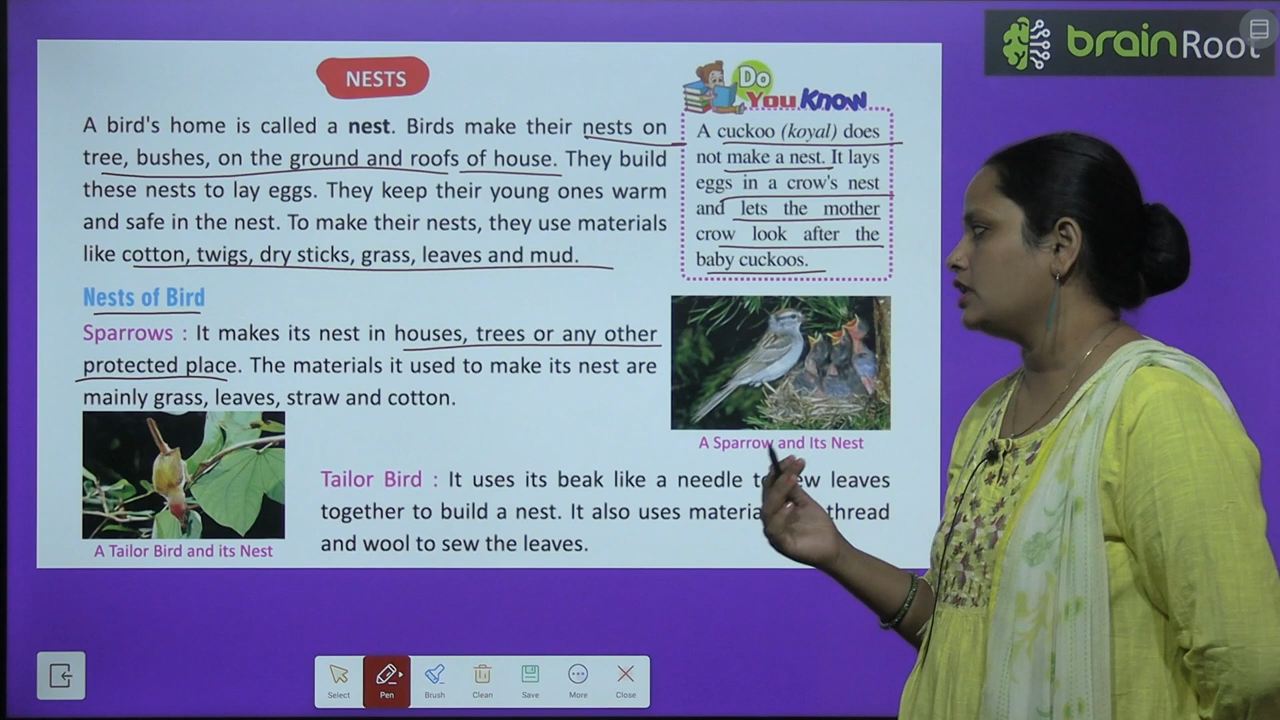 brainRoot
NESTS
A bird's home is called a nest. Birds make their nests on
tree, bushes, on the ground and roofs of house. They build
these nests to lay eggs. They keep their young ones warm
and safe in the nest. To make their nests, they use materials
like cotton, twigs, dry sticks, grass, leaves and mud.
Do
You Know
A cuckoo (koyal) does
not make a nest. It lays
eggs in a crow's nest
and lets the mother
crow look after the
baby cuckoos.
Nests of Bird
Sparrows : It makes its nest in houses, trees or any other
protected place. The materials it used to make its nest are
mainly grass, leaves, straw and cotton.
A Sparrow and Its Nest
Tailor Bird : It uses its beak like a needle to leaves
together to build a nest. It also uses thread
and wool to sew the leaves.
A Tailor Bird and its Nest
Select
Pen
Brush
Clean
Save
More
Close